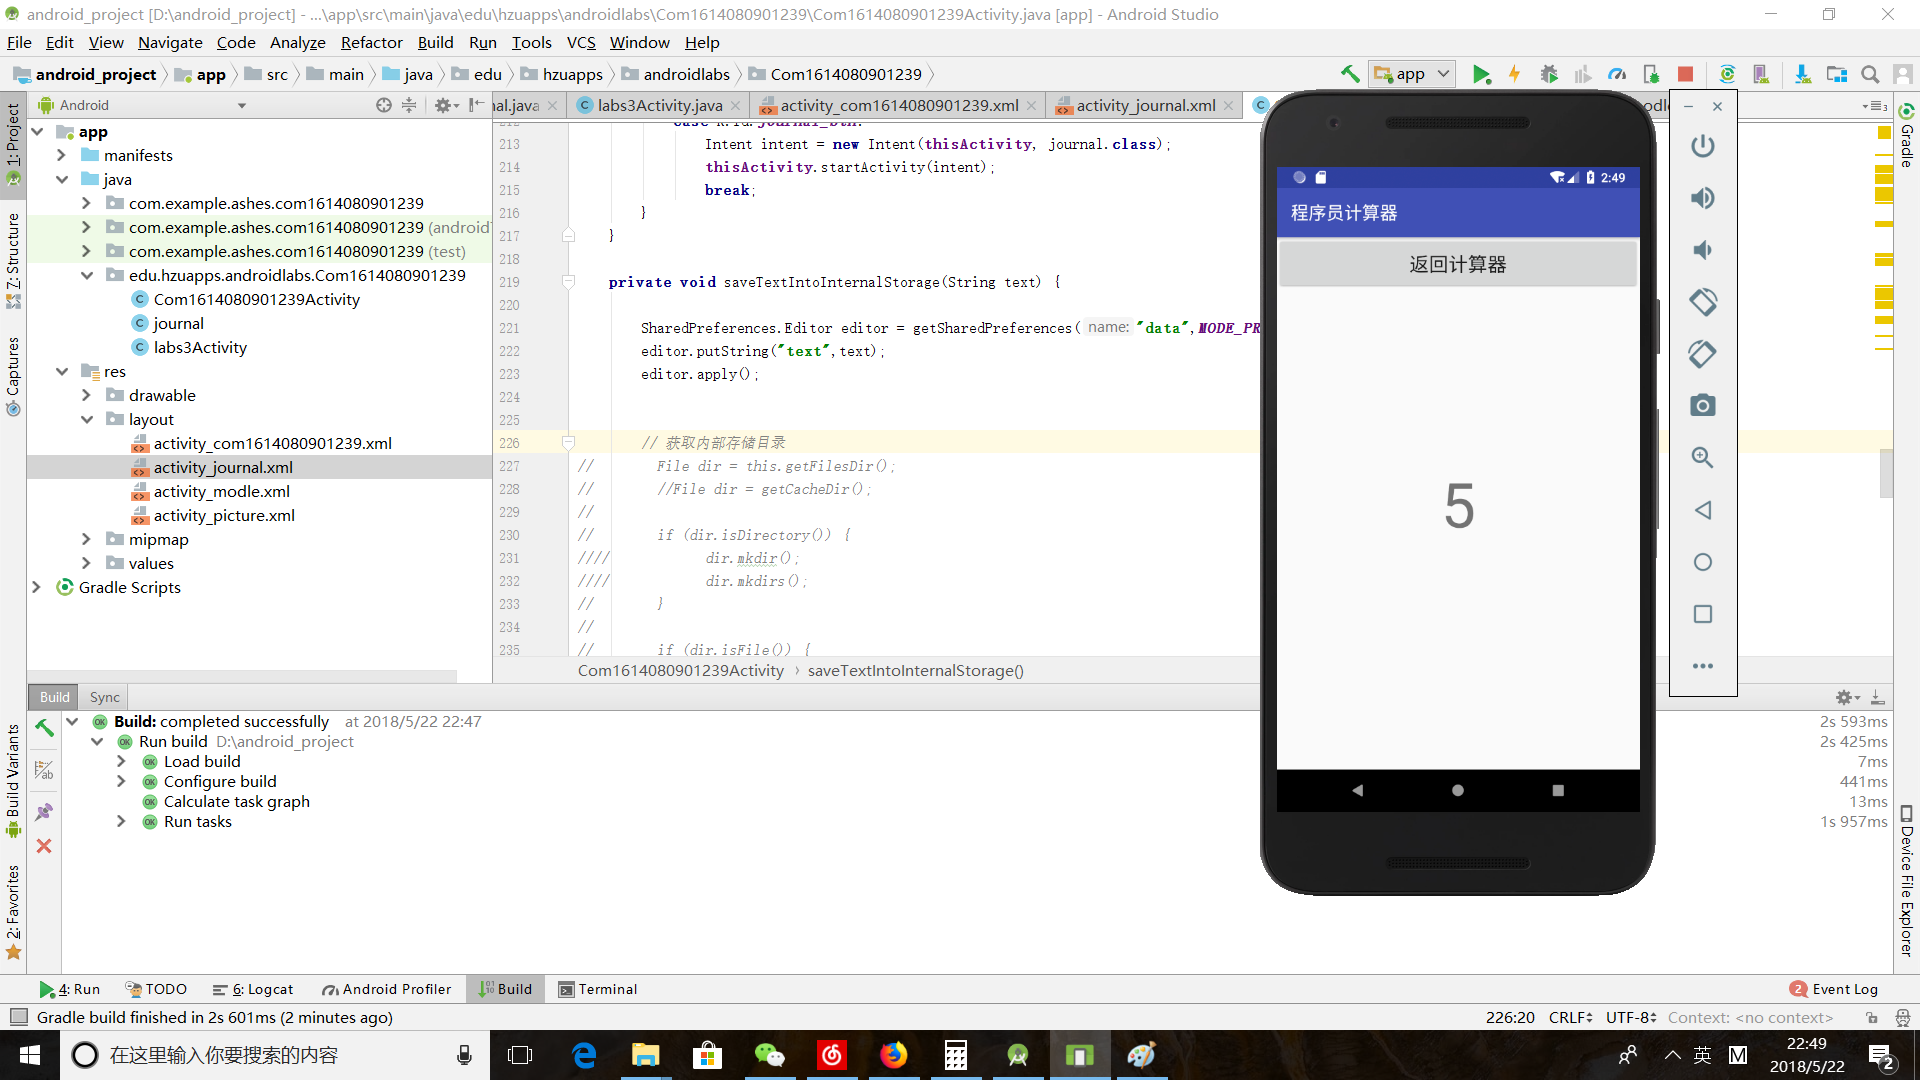 android_project [D:\android_project] - ...\app\src\main\java\edu\hzuapps\androidlabs\Com1614080901239\Com1614080901239Activity.java [app] - Android Studio
File Edit View Navigate Code Analyze Refactor Build Run Tools VCS Window Help
android_project app src main java edu hzuapps androidlabs Com1614080901239
app
Android
nal.java labs3Activity.java activity_com1614080901239.xml activity_journal.xml
3
1: Project
7: Structure
Captures
Build Variants
2: Favorites
app
manifests
java
com.example.ashes.com1614080901239
com.example.ashes.com1614080901239 (android
com.example.ashes.com1614080901239 (test)
edu.hzuapps.androidlabs.Com1614080901239
Com1614080901239Activity
journal
labs3Activity
res
drawable
layout
activity_com1614080901239.xml
activity_journal.xml
activity_modle.xml
activity_picture.xml
mipmap
values
Gradle Scripts
213 Intent intent = new Intent(thisActivity, journal.class);
214 thisActivity.startActivity(intent);
215 break;
216 }
217 }
218
219 private void saveTextIntoInternalStorage(String text) {
220
221 SharedPreferences.Editor editor = getSharedPreferences( name: "data",MODE_PR
222 editor.putString("text",text);
223 editor.apply();
224
225
226 // 获取内部存储目录
227 // File dir = this.getFilesDir();
228 // //File dir = getCacheDir();
229 //
230 // if (dir.isDirectory()) {
231 //// dir.mkdir();
232 //// dir.mkdirs();
233 // }
234 //
235 // if (dir.isFile()) {
Com1614080901239Activity › saveTextIntoInternalStorage()
2:49
程序员计算器
返回计算器
5
Gradle
Device File Explorer
Build Sync
Build: completed successfully at 2018/5/22 22:47 2s 593ms
Run build D:\android_project 2s 425ms
Load build 7ms
Configure build 441ms
Calculate task graph 13ms
Run tasks 1s 957ms
4: Run TODO 6: Logcat Android Profiler Build Terminal 2 Event Log
Gradle build finished in 2s 601ms (2 minutes ago) 226:20 CRLF UTF-8 Context: <no context>
在这里输入你要搜索的内容
英 M
22:49
2018/5/22
2